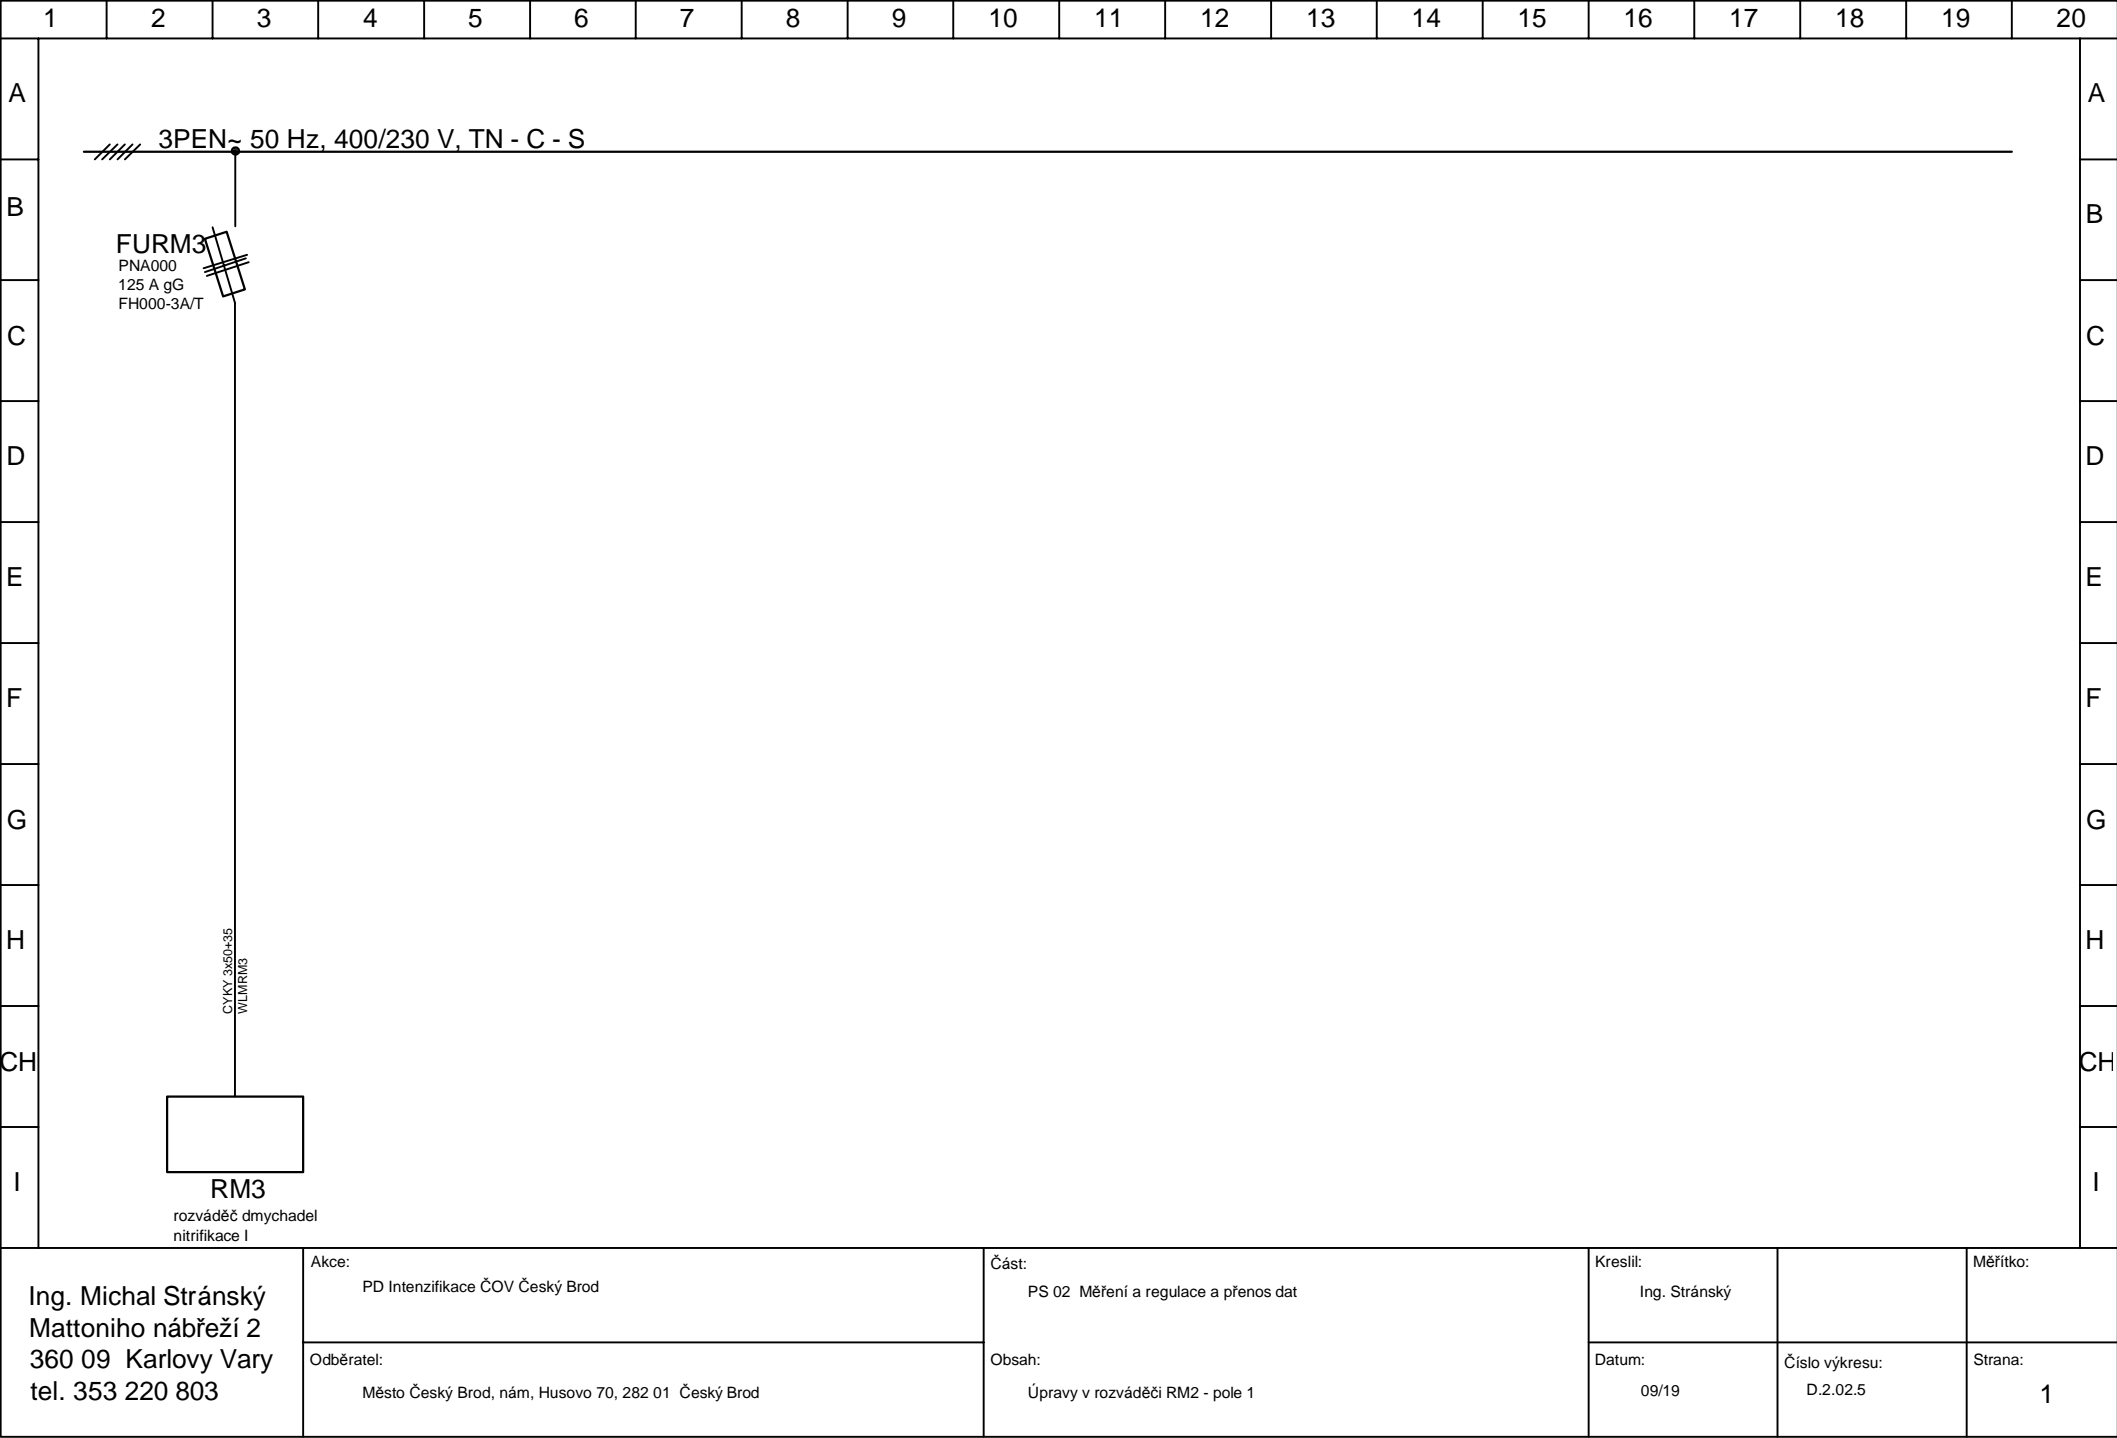 1 2 3 4 5 6 7 8 9 10 11 12 13 14 15 16 17 18 19 20
A A
3PEN~ 50 Hz, 400/230 V, TN - C - S
B B
FURM3
PNA000
125 A gG
FH000-3A/T
C C
D D
E E
F F
G G
H H
CYKY 3x50+35
WLMRM3
CH CH
I I
RM3
rozváděč dmychadel
nitrifikace I
Ing. Michal Stránský
Mattoniho nábřeží 2
360 09 Karlovy Vary
tel. 353 220 803
Akce:
PD Intenzifikace ČOV Český Brod
Odběratel:
Město Český Brod, nám, Husovo 70, 282 01 Český Brod
Část:
PS 02 Měření a regulace a přenos dat
Obsah:
Úpravy v rozváděči RM2 - pole 1
Kreslil:
Ing. Stránský
Měřítko:
Datum:
09/19
Číslo výkresu:
D.2.02.5
Strana:
1